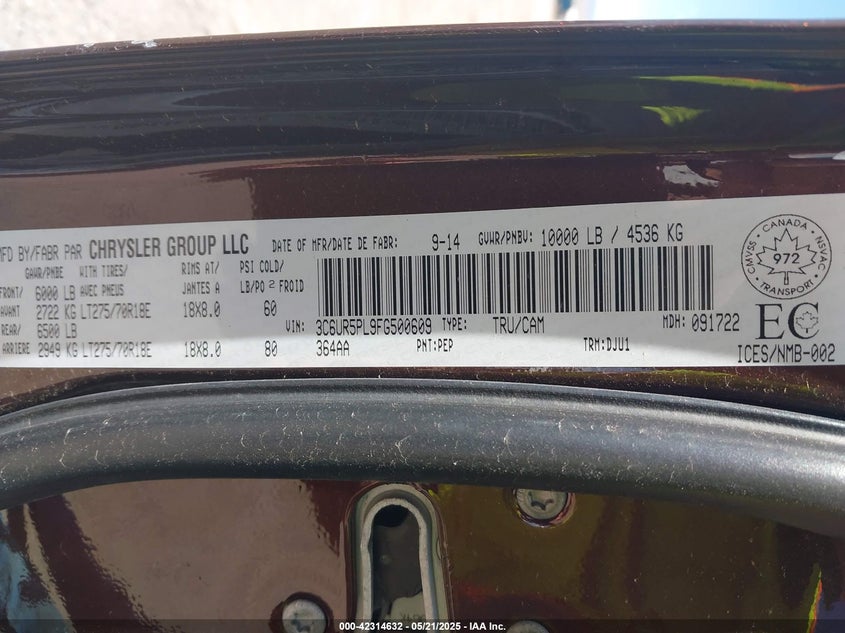 MFD BY/FABR PAR CHRYSLER GROUP LLC DATE OF MFR/DATE DE FABR: 9-14 GVWR/PNBV: 10000 LB / 4536 KG
GAWR/PNBE WITH TIRES/ RIMS AT/ PSI COLD/
FRONT/ 6000 LB AVEC PNEUS JANTES A LB/PO² FROID
AVANT 2722 KG LT275/70R18E 18X8.0 60
REAR/ 6500 LB
ARRIERE 2949 KG LT275/70R18E 18X8.0 80
VIN: 3C6UR5PL9FG500609 TYPE: TRU/CAM MDH: 091722
364AA PNT:PEP TRM:DJU1
CANADA
CMVSS 972 NSVAC
TRANSPORT
EC
ICES/NMB-002
000-42314632 - 05/21/2025 - IAA Inc.